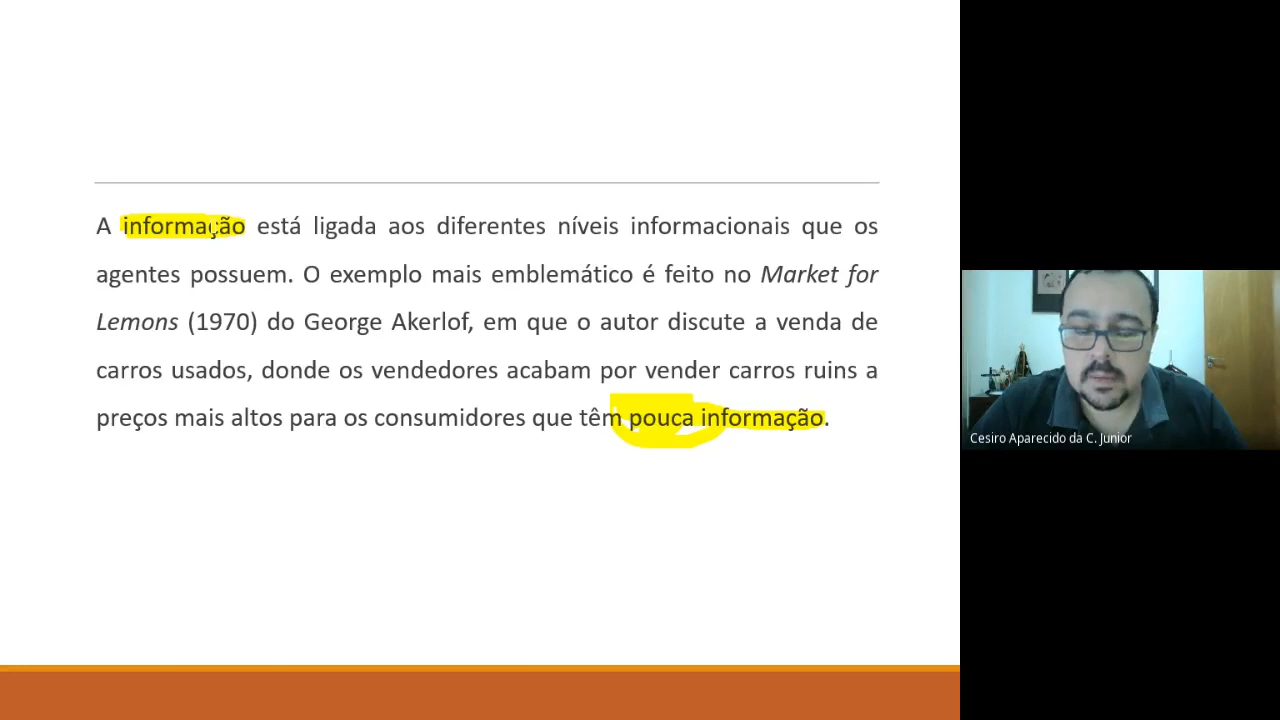 A informação está ligada aos diferentes níveis informacionais que os
agentes possuem. O exemplo mais emblemático é feito no Market for
Lemons (1970) do George Akerlof, em que o autor discute a venda de
carros usados, donde os vendedores acabam por vender carros ruins a
preços mais altos para os consumidores que têm pouca informação.
Cesiro Aparecido da C. Junior